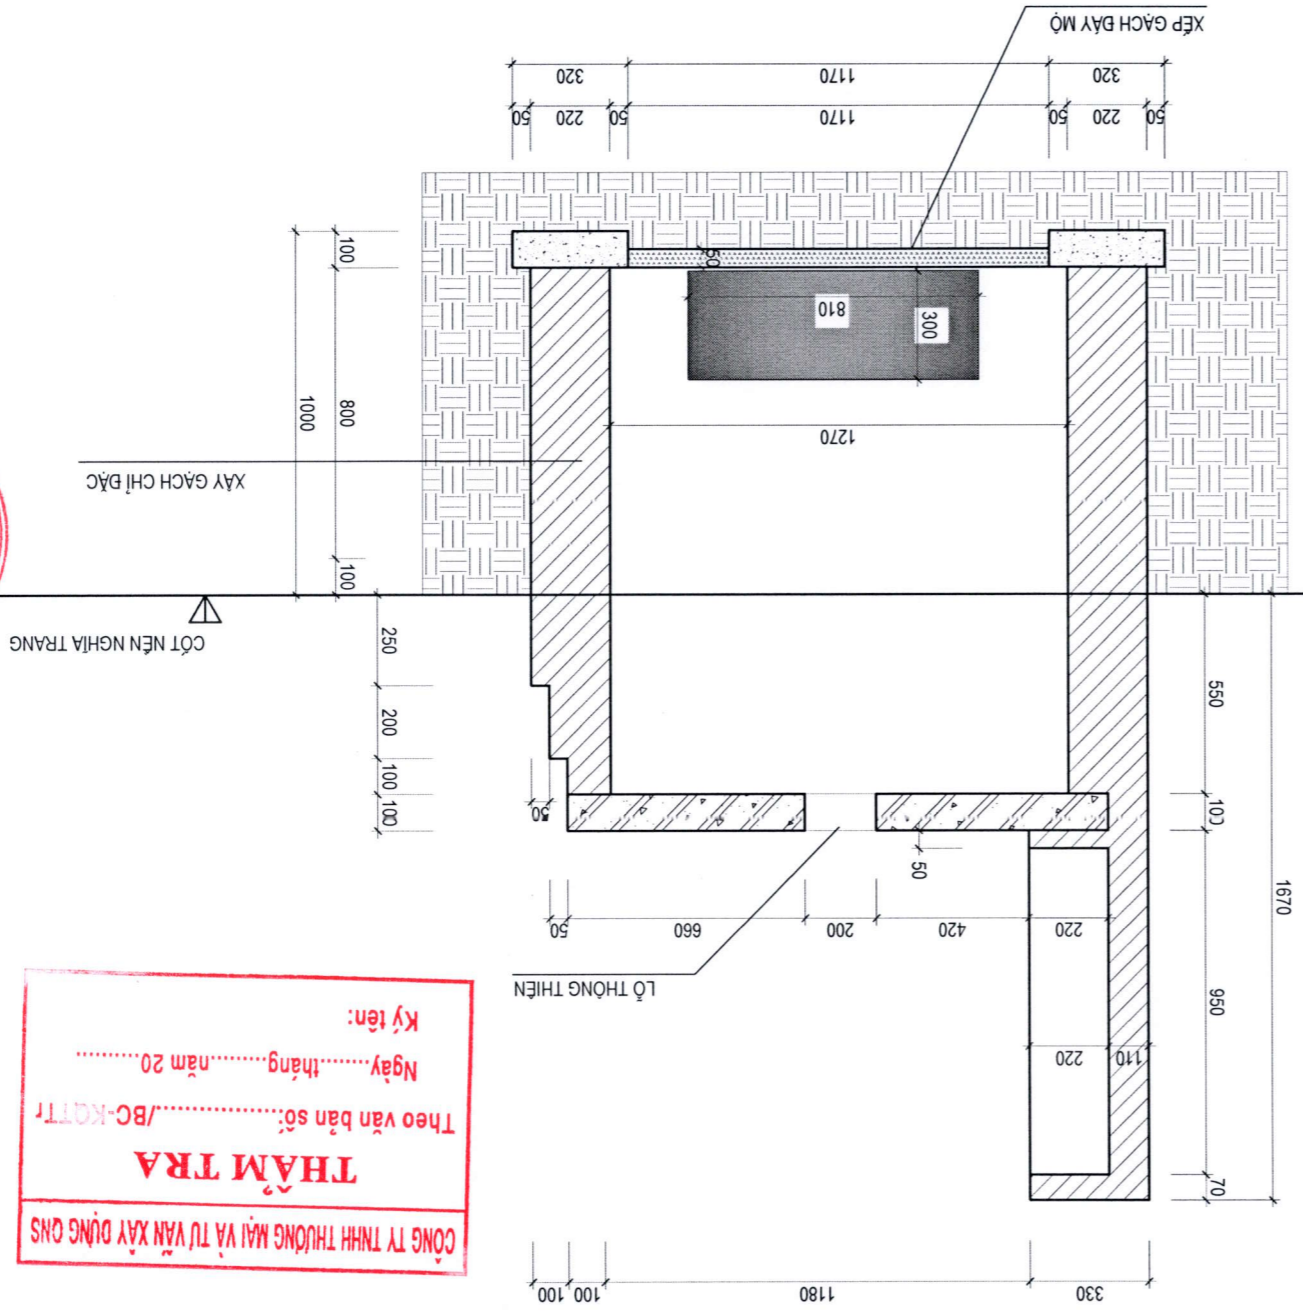 330 1180 100 100
CÔNG TY TNHH THƯƠNG MẠI VÀ TƯ VẤN XÂY DỰNG QNS
THẨM TRA
Theo văn bản số:............../BC-KQTTr
Ngày........tháng.........năm 20..........
Ký tên:
70
110 220
950
1670
LỖ THÔNG THIÊN
220 420 200 660 50
50
100
550
50
100
100
200
250
CỐT NỀN NGHĨA TRANG
100
800
1000
100
XÂY GẠCH CHỈ ĐẶC
1270
300
810
50
50 220 50 1170 50 220 50
320 1170 320
XẾP GẠCH ĐÁY MỘ